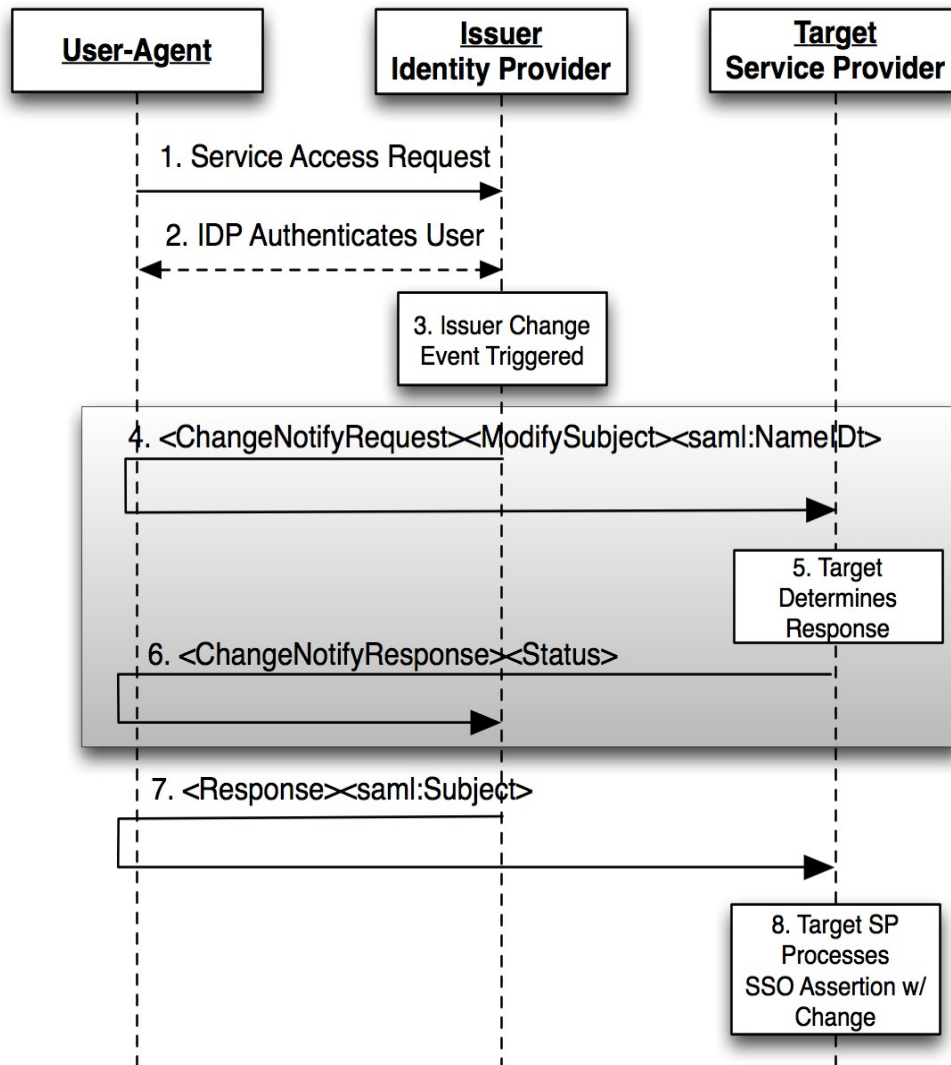 User-Agent
Issuer
Identity Provider
Target
Service Provider
1. Service Access Request
2. IDP Authenticates User
3. Issuer Change
Event Triggered
4. <ChangeNotifyRequest><ModifySubject><saml:NameIDt>
5. Target
Determines
Response
6. <ChangeNotifyResponse><Status>
7. <Response><saml:Subject>
8. Target SP
Processes
SSO Assertion w/
Change